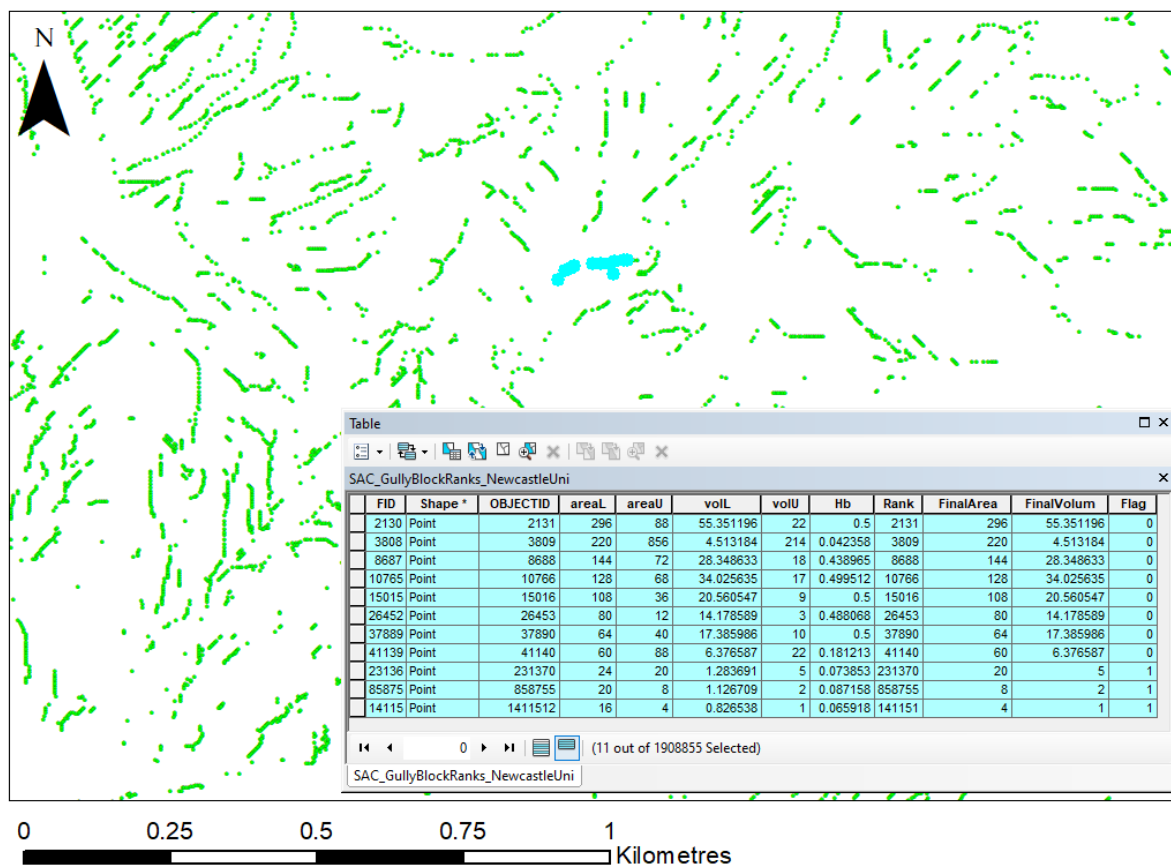 N
Table
SAC_GullyBlockRanks_NewcastleUni
FID Shape * OBJECTID areaL areaU volL volU Hb Rank FinalArea FinalVolum Flag
2130 Point 2131 296 88 55.351196 22 0.5 2131 296 55.351196 0
3808 Point 3809 220 856 4.513184 214 0.042358 3809 220 4.513184 0
8687 Point 8688 144 72 28.348633 18 0.438965 8688 144 28.348633 0
10765 Point 10766 128 68 34.025635 17 0.499512 10766 128 34.025635 0
15015 Point 15016 108 36 20.560547 9 0.5 15016 108 20.560547 0
26452 Point 26453 80 12 14.178589 3 0.488068 26453 80 14.178589 0
37889 Point 37890 64 40 17.385986 10 0.5 37890 64 17.385986 0
41139 Point 41140 60 88 6.376587 22 0.181213 41140 60 6.376587 0
23136 Point 231370 24 20 1.283691 5 0.073853 231370 20 5 1
85875 Point 858755 20 8 1.126709 2 0.087158 858755 8 2 1
14115 Point 1411512 16 4 0.826538 1 0.065918 141151 4 1 1
0 (11 out of 1908855 Selected)
SAC_GullyBlockRanks_NewcastleUni
0 0.25 0.5 0.75 1
Kilometres